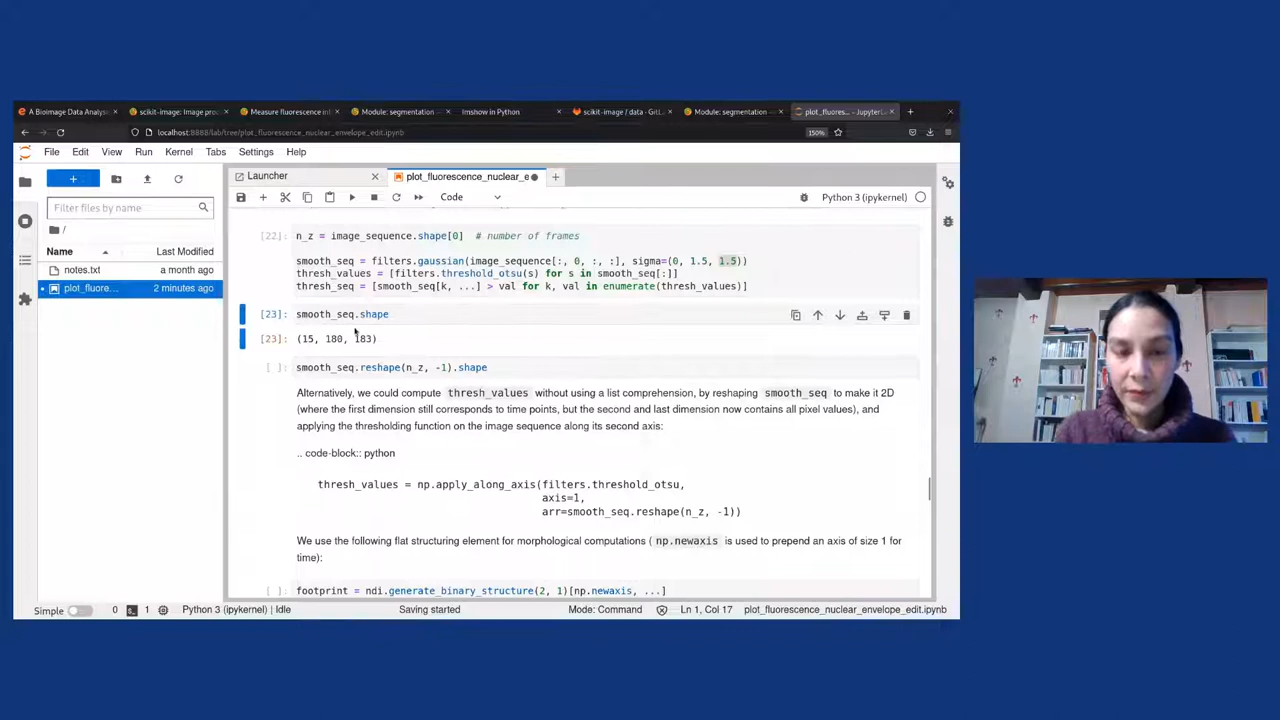 A BioImage Data Analys
scikit-image: Image pro
Measure fluorescence in
Module: segmentation
Imshow in Python
scikit-image / data · GitL
Module: segmentation
plot_fluores… - JupyterL
localhost:8888/lab/tree/plot_fluorescence_nuclear_envelope_edit.ipynb
150%
File Edit View Run Kernel Tabs Settings Help
Launcher
plot_fluorescence_nuclear_e
Code
Python 3 (ipykernel)
Filter files by name
/
Name Last Modified
notes.txt a month ago
plot_fluore... 2 minutes ago
[22]: n_z = image_sequence.shape[0] # number of frames
smooth_seq = filters.gaussian(image_sequence[:, 0, :, :], sigma=(0, 1.5, 1.5))
thresh_values = [filters.threshold_otsu(s) for s in smooth_seq[:]]
thresh_seq = [smooth_seq[k, ...] > val for k, val in enumerate(thresh_values)]
[23]: smooth_seq.shape
[23]: (15, 180, 183)
[ ]: smooth_seq.reshape(n_z, -1).shape
Alternatively, we could compute thresh_values without using a list comprehension, by reshaping smooth_seq to make it 2D
(where the first dimension still corresponds to time points, but the second and last dimension now contains all pixel values), and
applying the thresholding function on the image sequence along its second axis:
.. code-block:: python
thresh_values = np.apply_along_axis(filters.threshold_otsu,
axis=1,
arr=smooth_seq.reshape(n_z, -1))
We use the following flat structuring element for morphological computations ( np.newaxis is used to prepend an axis of size 1 for
time):
[ ]: footprint = ndi.generate_binary_structure(2, 1)[np.newaxis, ...]
Simple 0 1 Python 3 (ipykernel) | Idle Saving started Mode: Command Ln 1, Col 17 plot_fluorescence_nuclear_envelope_edit.ipynb